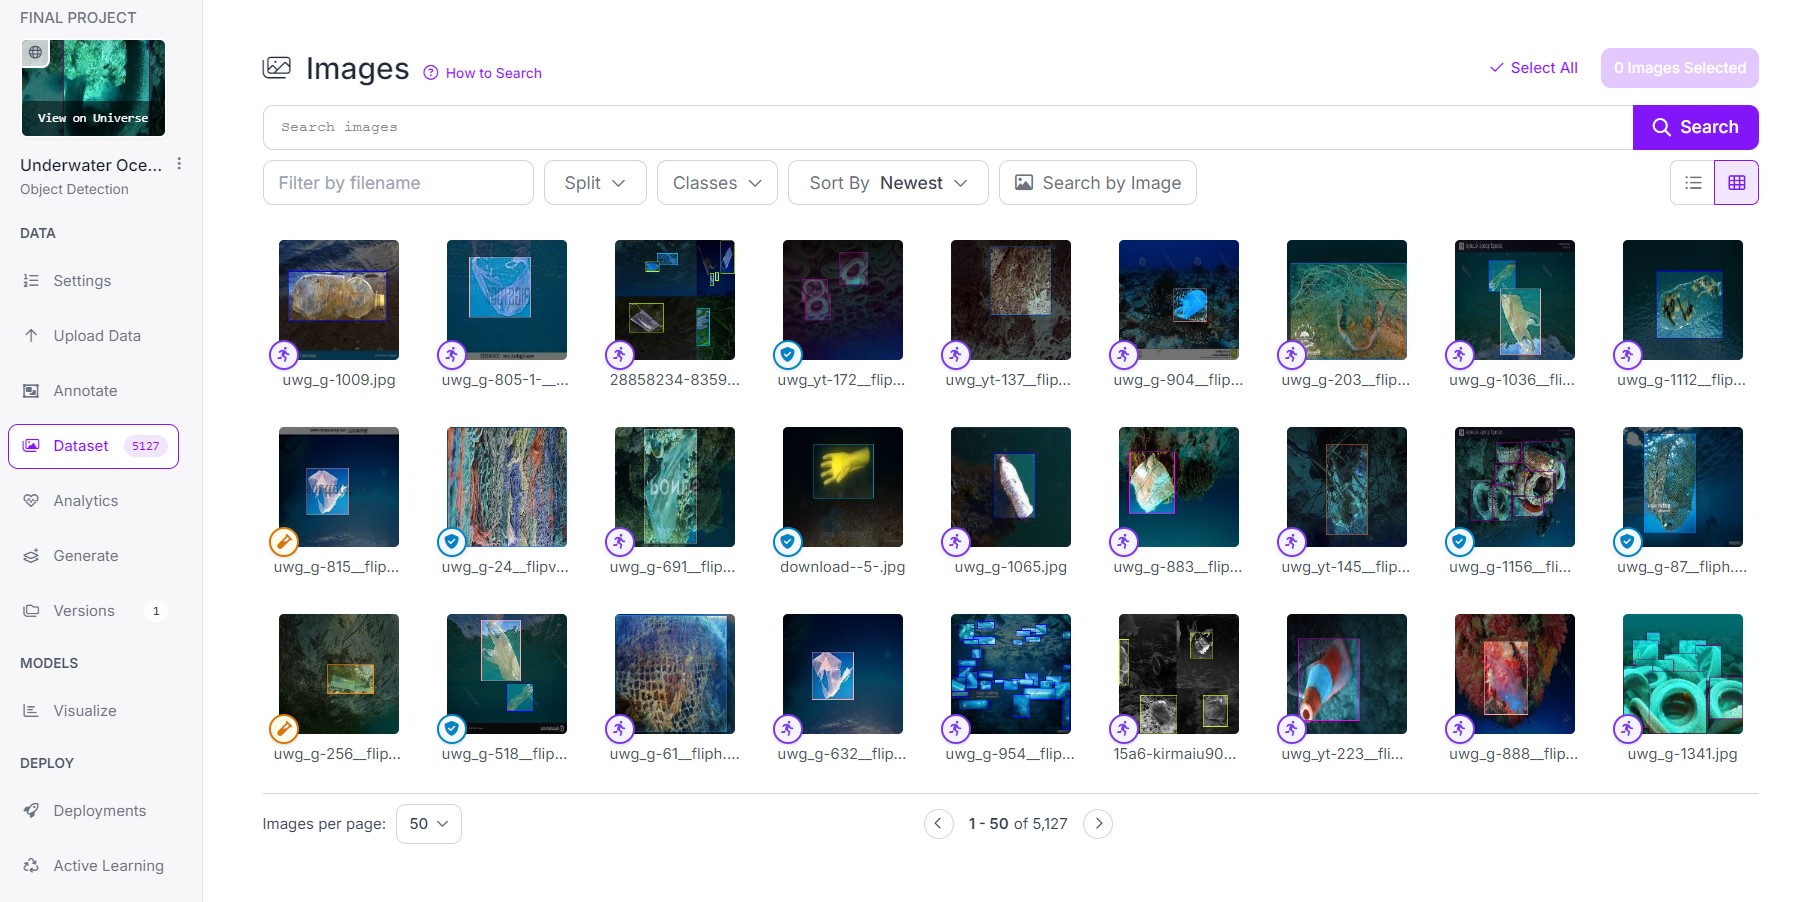 FINAL PROJECT
View on Universe
Underwater Oce...
Object Detection
DATA
Settings
Upload Data
Annotate
Dataset 5127
Analytics
Generate
Versions 1
MODELS
Visualize
DEPLOY
Deployments
Active Learning
Images How to Search
Select All 0 Images Selected
Search images Search
Filter by filename Split Classes Sort By Newest Search by Image
uwg_g-1009.jpg uwg_g-805-1-__... 28858234-8359... uwg_yt-172__flip... uwg_yt-137__flip... uwg_g-904__flip... uwg_g-203__flip... uwg_g-1036__fli... uwg_g-1112__flip...
uwg_g-815__flip... uwg_g-24__flipv... uwg_g-691__flip... download--5-.jpg uwg_g-1065.jpg uwg_g-883__flip... uwg_yt-145__flip... uwg_g-1156__fli... uwg_g-87__fliph....
uwg_g-256__flip... uwg_g-518__flip... uwg_g-61__fliph.... uwg_g-632__flip... uwg_g-954__flip... 15a6-kirmaiu90... uwg_yt-223__fli... uwg_g-888__flip... uwg_g-1341.jpg
Images per page: 50 1 - 50 of 5,127